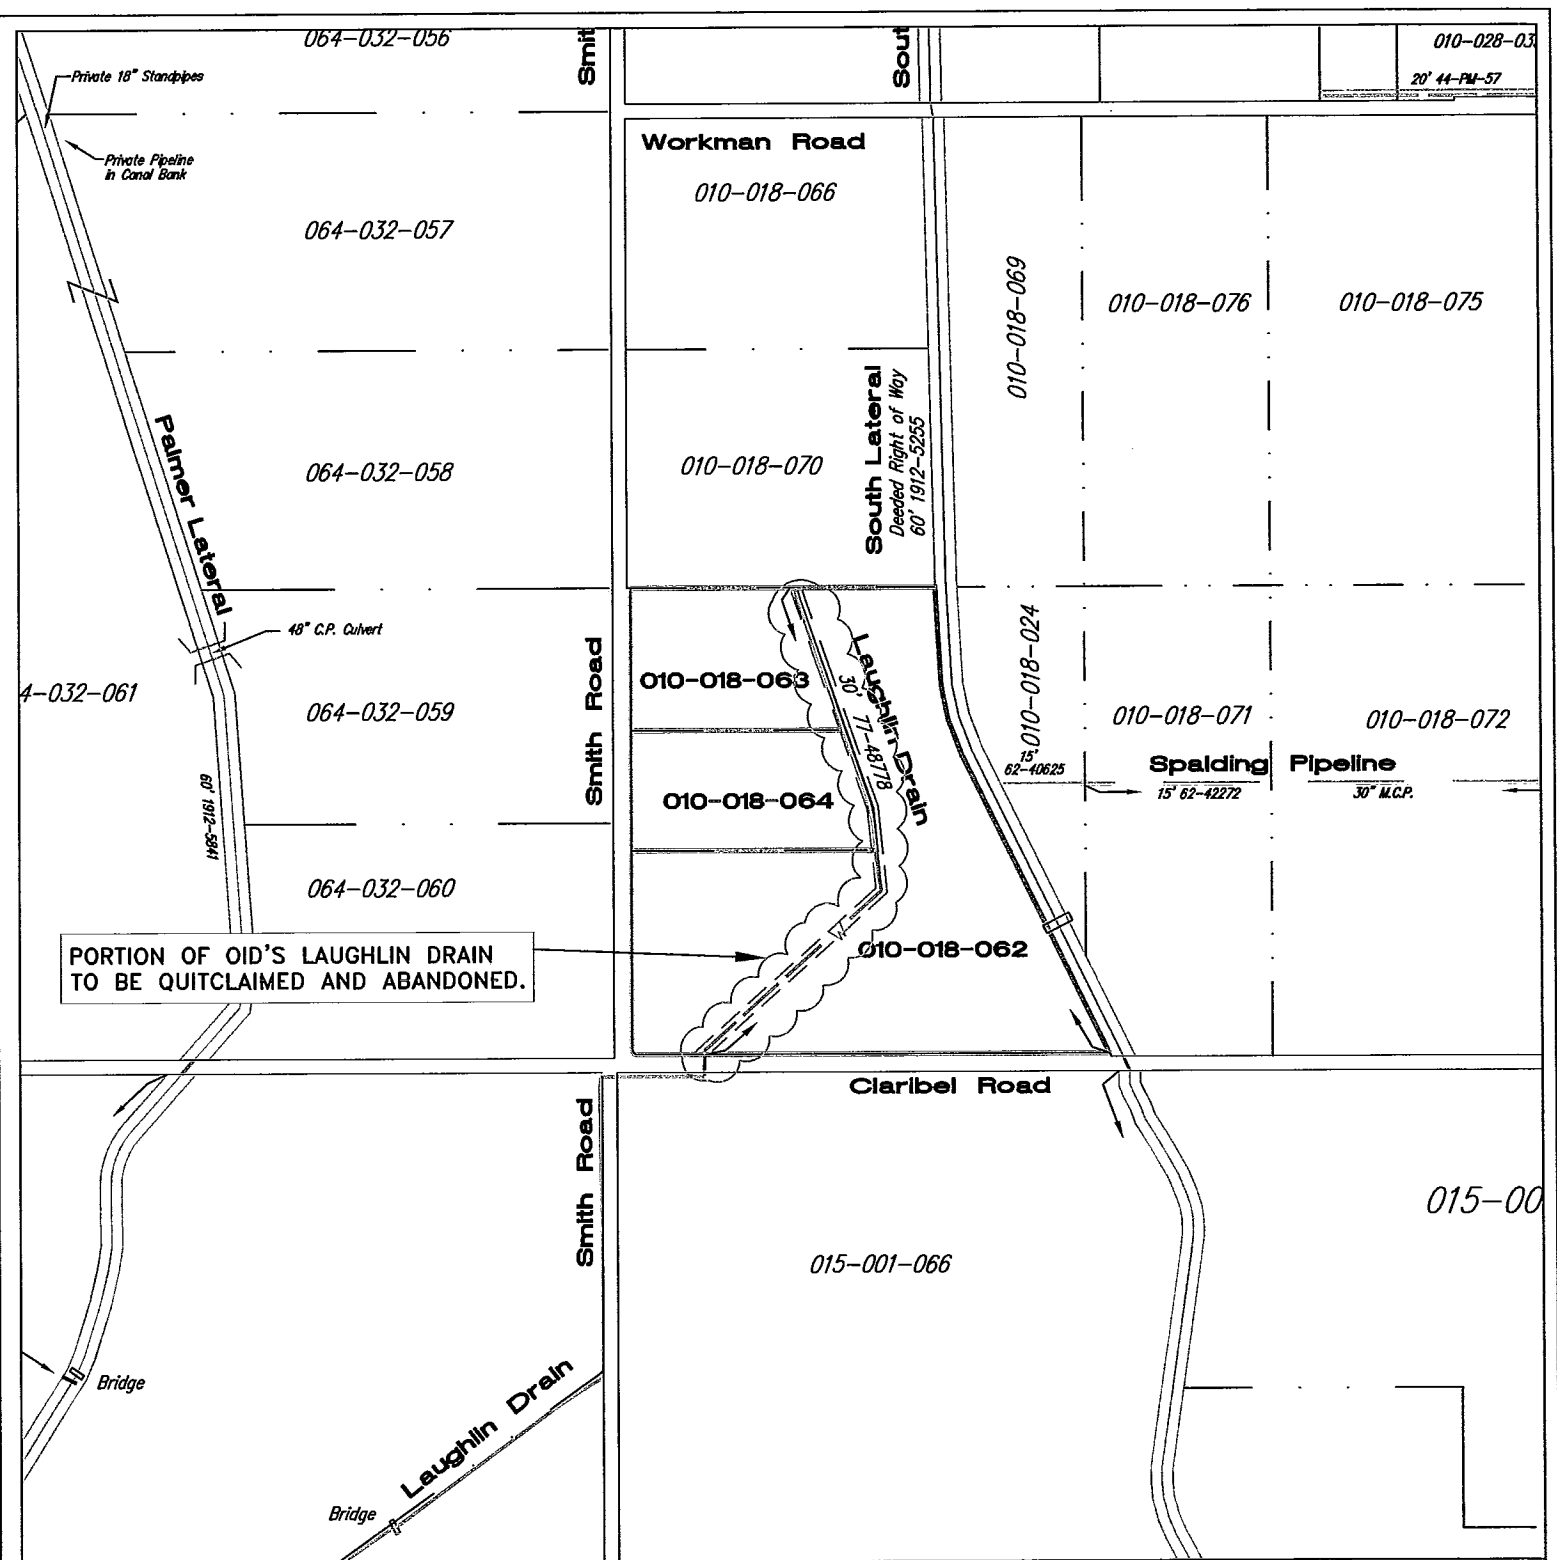 064-032-056
Smit
Sout
010-028-03
20' 44-PM-57
Private 18" Standpipes
Private Pipeline
in Canal Bank
Workman Road
010-018-066
064-032-057
010-018-069
010-018-076
010-018-075
Palmer Lateral
064-032-058
010-018-070
South Lateral
Deeded Right of Way
60' 1912-5255
48" C.P. Culvert
4-032-061
064-032-059
Smith Road
010-018-063
Laughlin Drain
30' 77-48778
010-018-024
15'
62-40625
010-018-071
010-018-072
Spalding Pipeline
15' 62-42272
30" M.C.P.
60' 1912-5841
010-018-064
064-032-060
PORTION OF OID'S LAUGHLIN DRAIN
TO BE QUITCLAIMED AND ABANDONED.
W
010-018-062
Claribel Road
Smith Road
015-00
015-001-066
Bridge
Laughlin Drain
Bridge